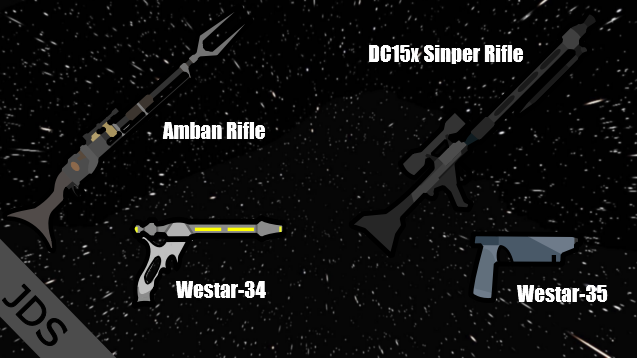 DC15x Sinper Rifle
Amban Rifle
Westar-34
Westar-35
JDS